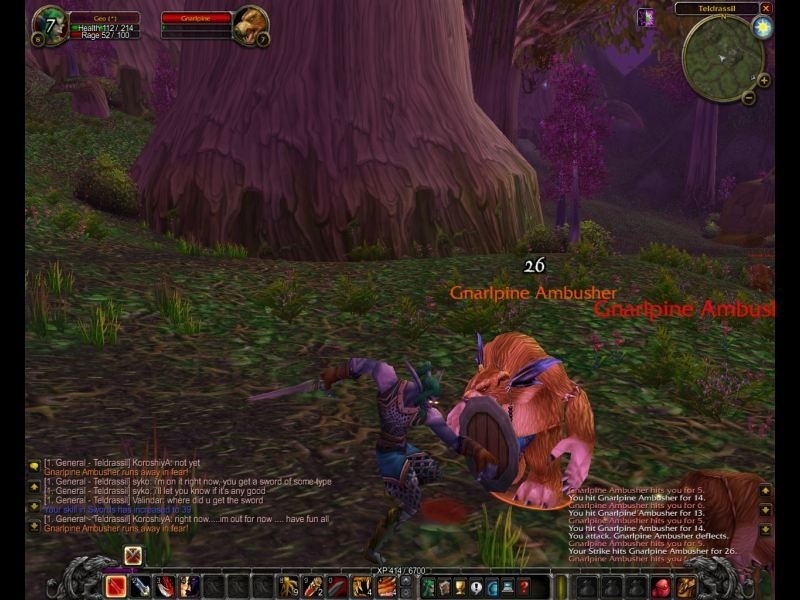 Geo (*)
7
Health 112 / 214
Rage 52 / 100
8
Gnarlpine
7
Teldrassil
N
26
Gnarlpine Ambusher
Gnarlpine Ambush
[1. General - Teldrassil] KoroshiyA: not yet
Gnarlpine Ambusher runs away in fear!
[1. General - Teldrassil] syko: i'm on it right now, you get a sword of some type
[1. General - Teldrassil] syko: i'll let you know if it's any good
[1. General - Teldrassil] Valindar: where did u get the sword
Your skill in Swords has increased to 39.
[1. General - Teldrassil] KoroshiyA: right now....im out for now .... have fun all
Gnarlpine Ambusher runs away in fear!
Gnarlpine Ambusher hits you for 5.
You hit Gnarlpine Ambusher for 14.
Gnarlpine Ambusher hits you for 6.
You hit Gnarlpine Ambusher for 13.
Gnarlpine Ambusher hits you for 5.
You hit Gnarlpine Ambusher for 14.
You attack. Gnarlpine Ambusher deflects.
Gnarlpine Ambusher hits you for 5.
Your Strike hits Gnarlpine Ambusher for 26.
Gnarlpine Ambusher hits you for 6.
XP 414 / 6700